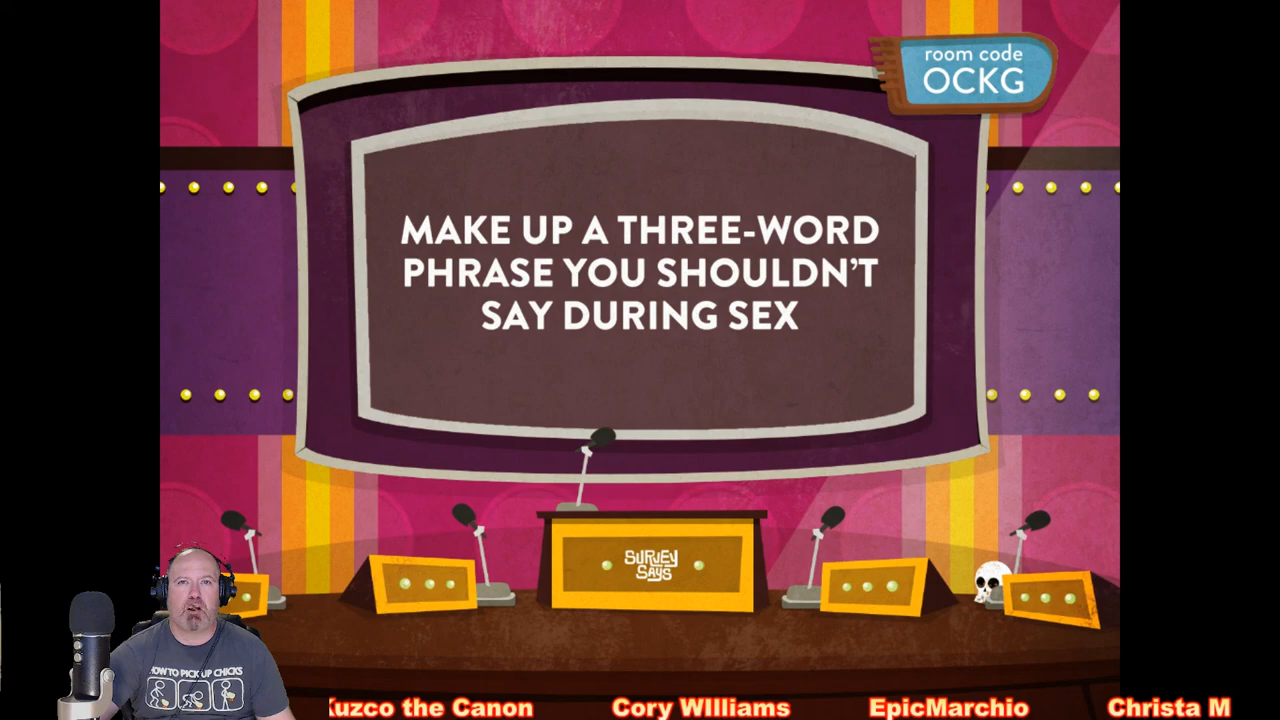 room code
OCKG
MAKE UP A THREE-WORD
PHRASE YOU SHOULDN'T
SAY DURING SEX
SURVEY
SAYS
HOW TO PICK UP CHICKS
Kuzco the Canon Cory WIlliams EpicMarchio Christa M